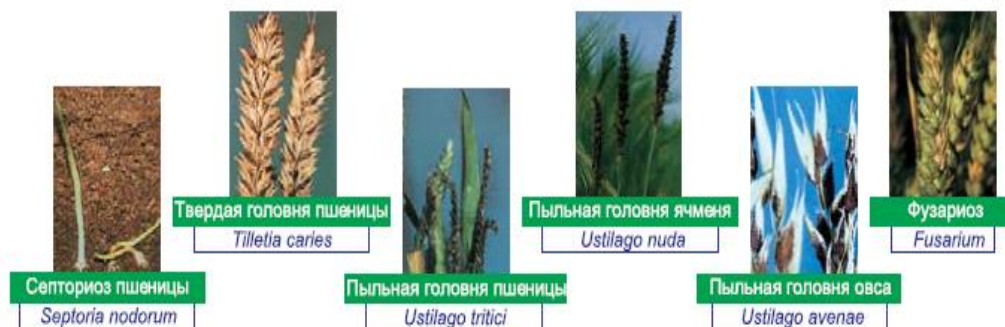 Септориоз пшеницы
Septoria nodorum
Твердая головня пшеницы
Tilletia caries
Пыльная головня пшеницы
Ustilago tritici
Пыльная головня ячменя
Ustilago nuda
Пыльная головня овса
Ustilago avenae
Фузариоз
Fusarium